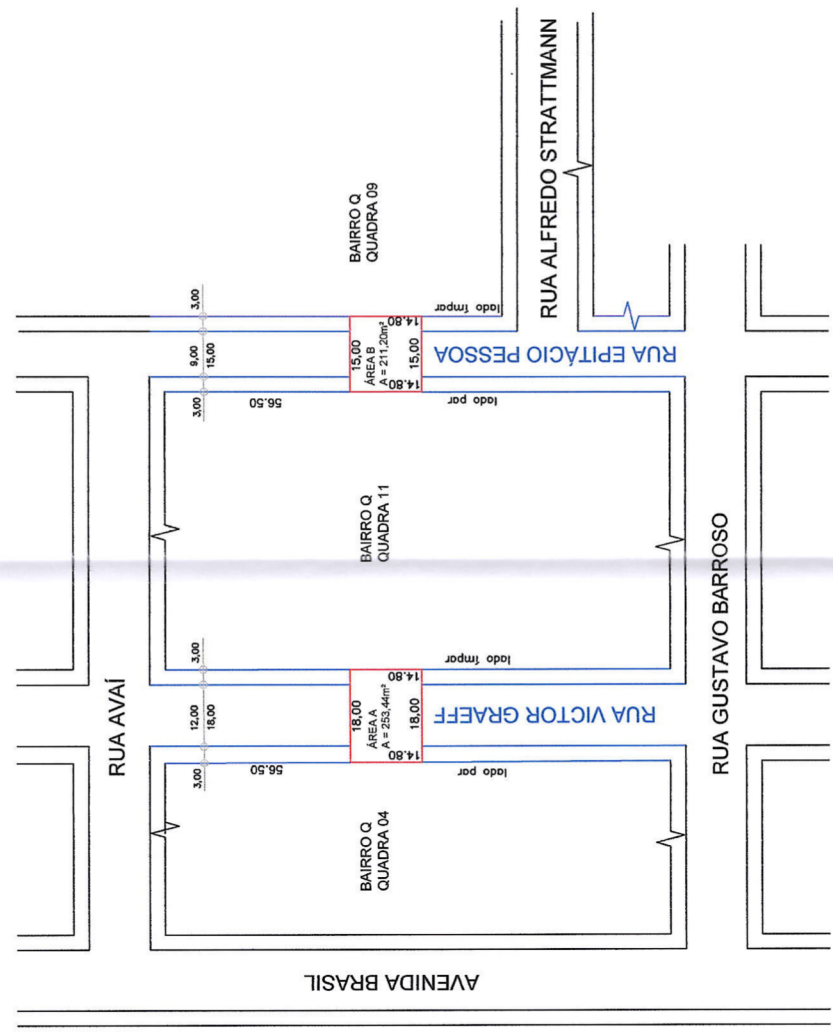 RUA AVAÍ
3,00
12,00
18,00
3,00
3,00
9,00
15,00
3,00
56.50
56.50
BAIRRO Q
QUADRA 04
18,00
ÁREA A
A = 253,44m²
14.80
14.80
18,00
lado par
lado ímpar
RUA VICTOR GRAEFF
BAIRRO Q
QUADRA 11
15,00
ÁREA B
A = 211,20m²
14.80
14.80
15,00
lado par
lado ímpar
RUA EPITÁCIO PESSOA
BAIRRO Q
QUADRA 09
RUA ALFREDO STRATTMANN
RUA GUSTAVO BARROSO
AVENIDA BRASIL